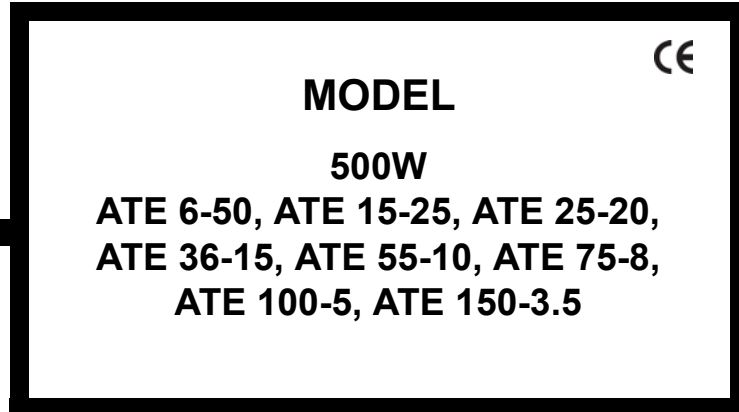 CE
MODEL
500W
ATE 6-50, ATE 15-25, ATE 25-20,
ATE 36-15, ATE 55-10, ATE 75-8,
ATE 100-5, ATE 150-3.5